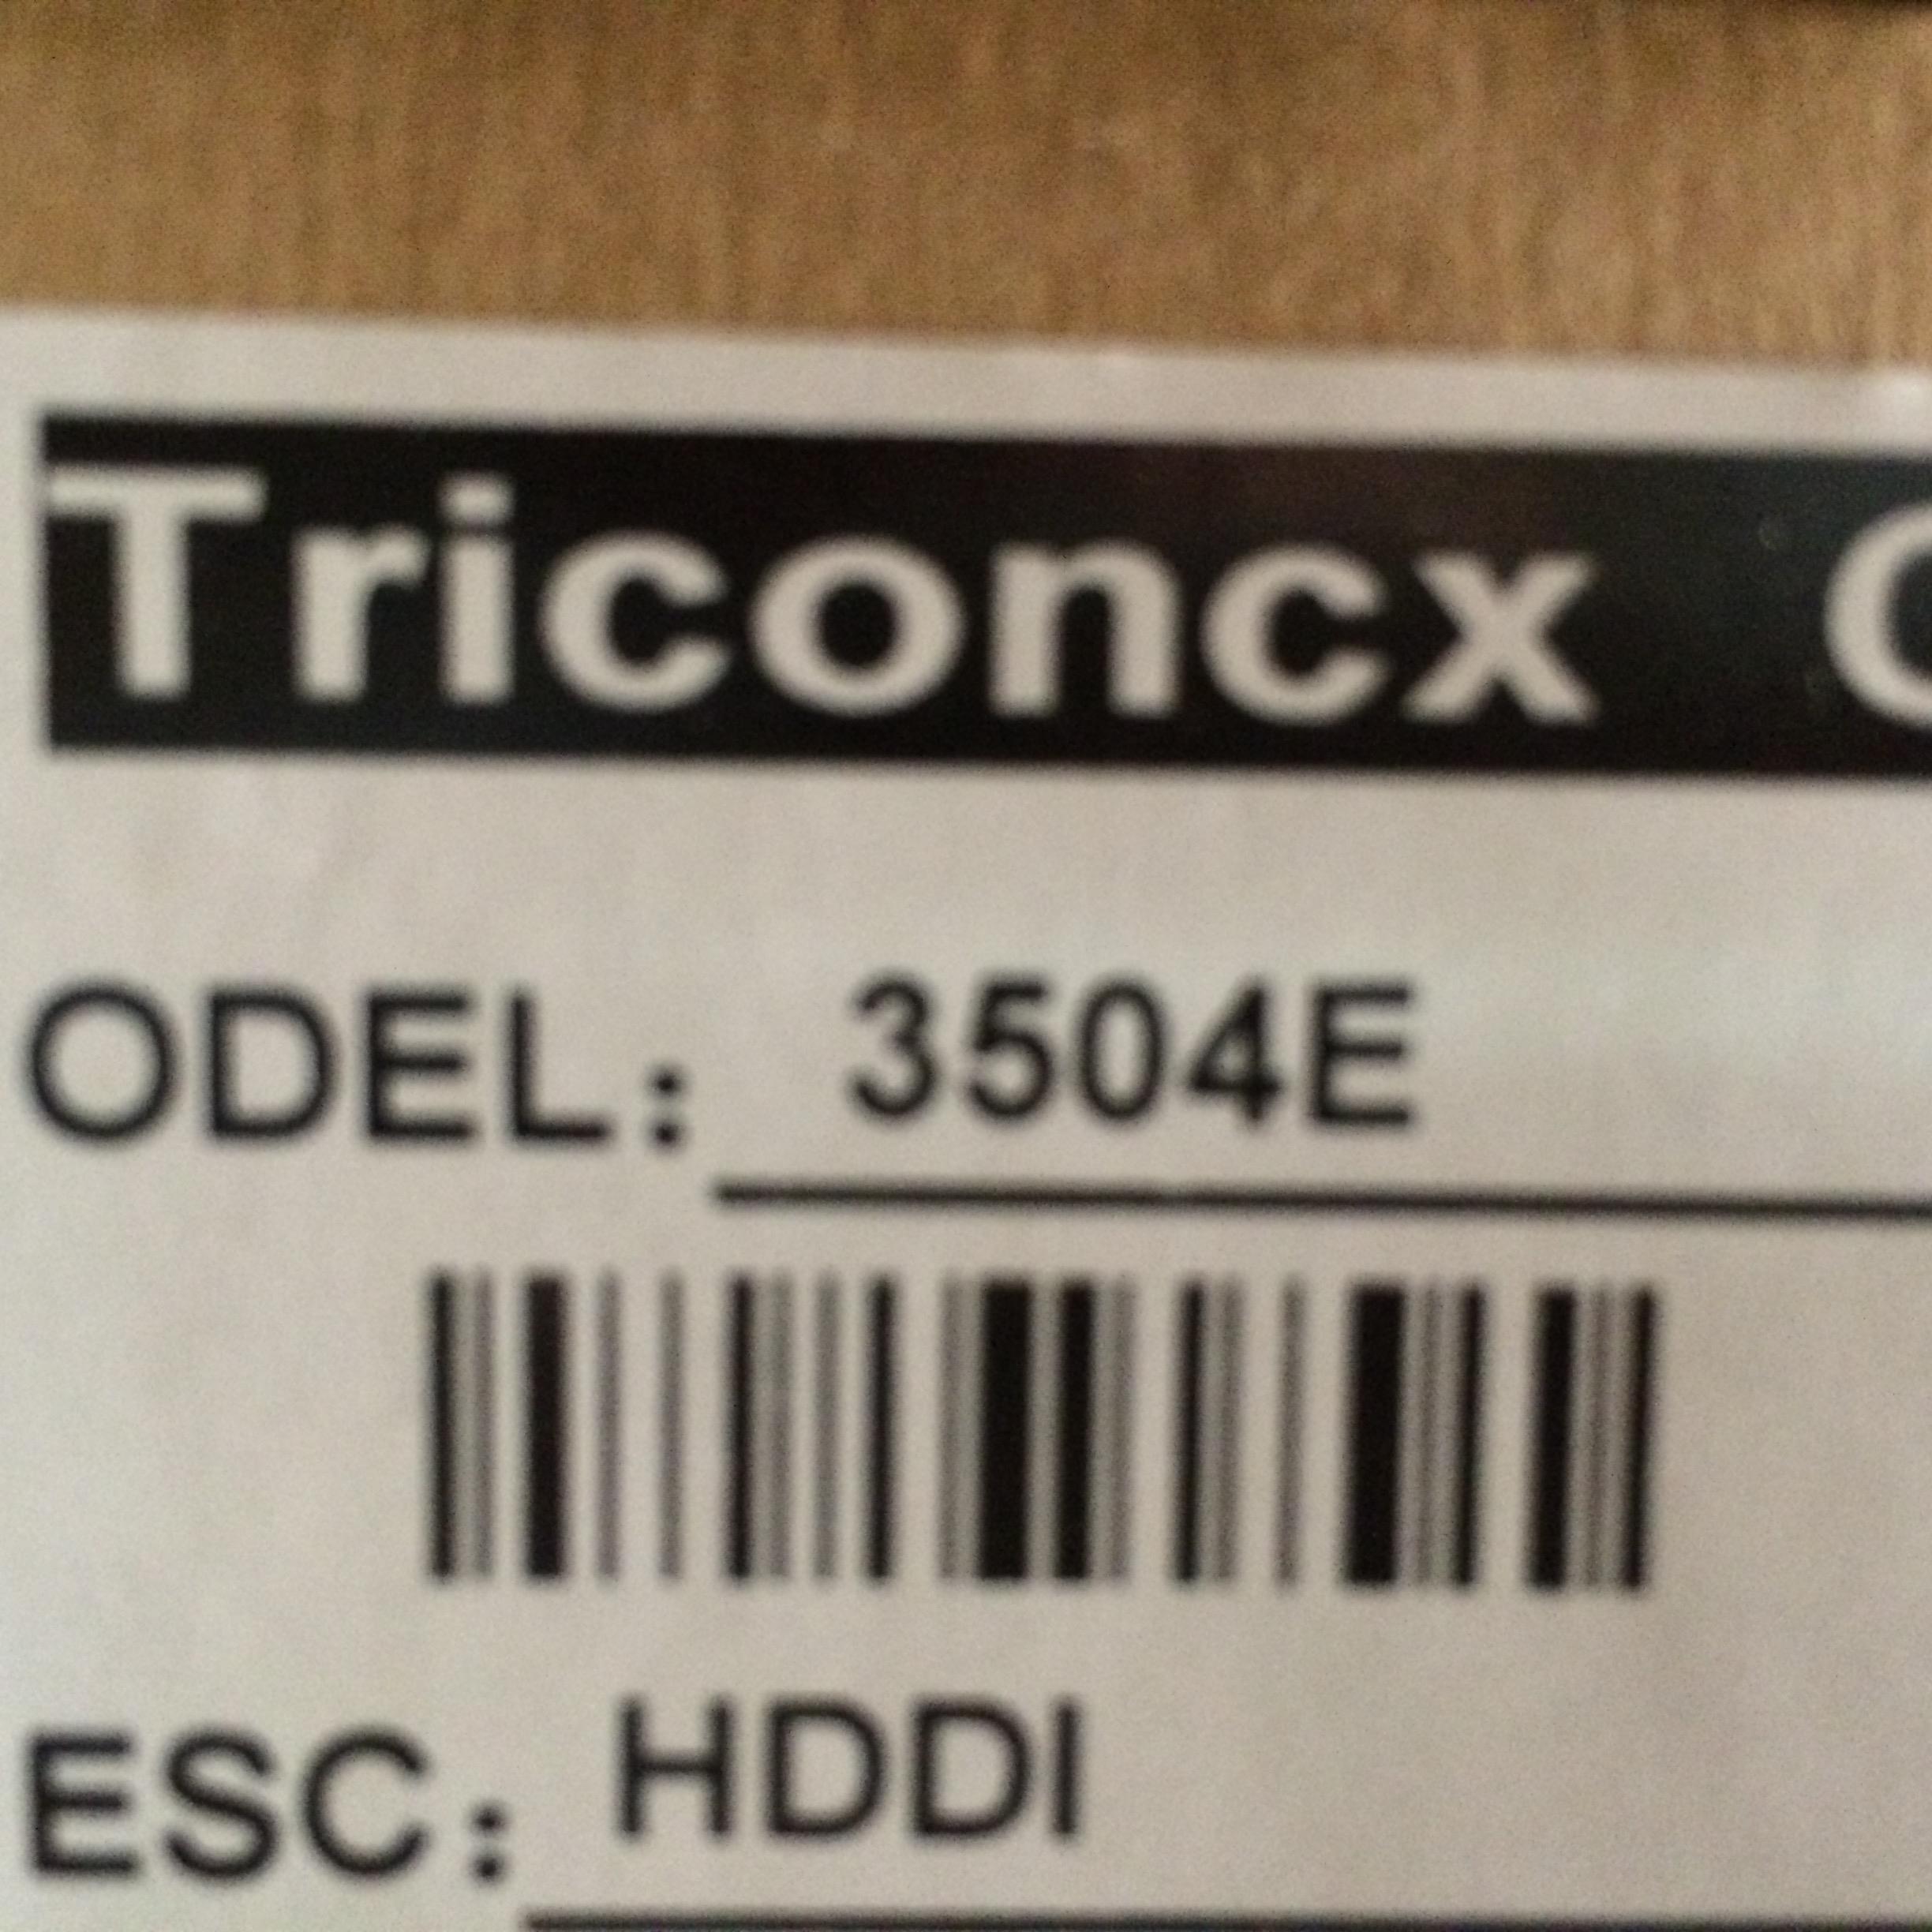 Triconcx
ODEL: 3504E
ESC: HDDI